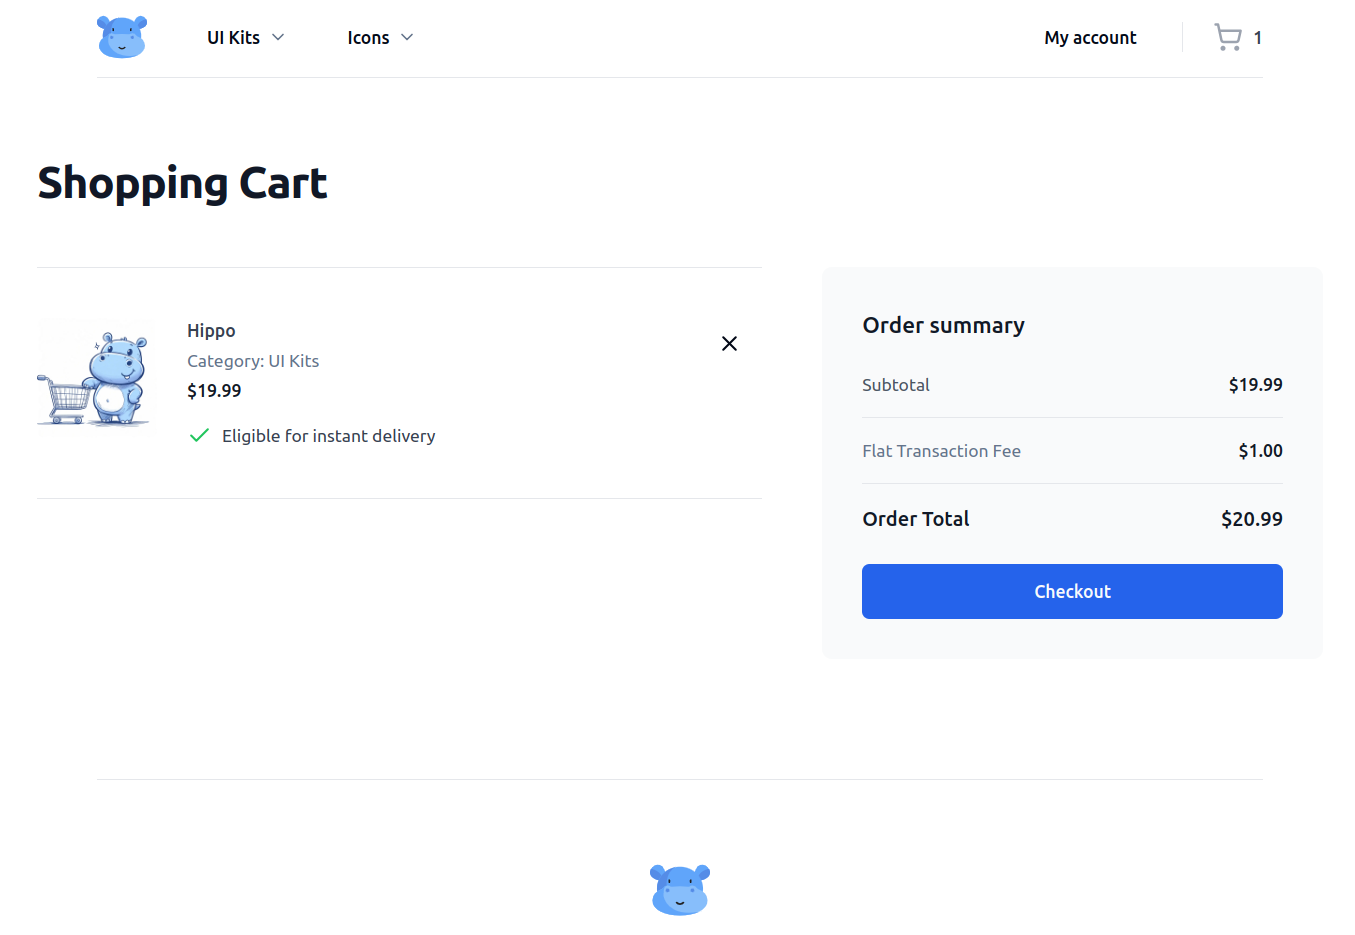 UI Kits
Icons
My account
1
Shopping Cart
Hippo
Category: UI Kits
$19.99
Eligible for instant delivery
Order summary
Subtotal $19.99
Flat Transaction Fee $1.00
Order Total $20.99
Checkout